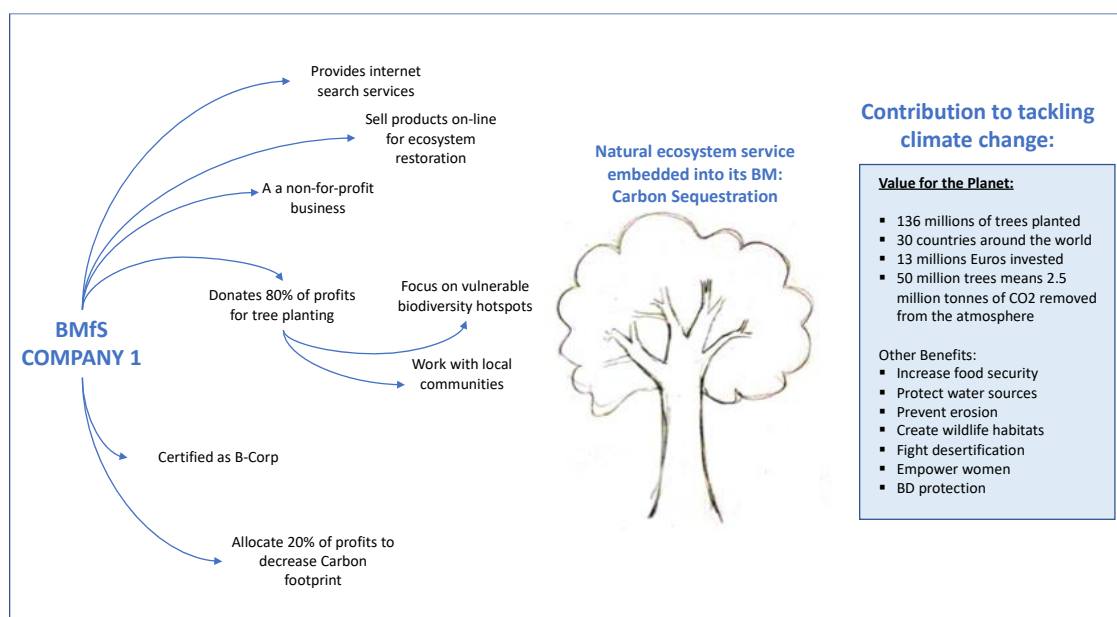 Provides internet
search services
Sell products on-line
for ecosystem
restoration
A a non-for-profit
business
Donates 80% of profits
for tree planting
Focus on vulnerable
biodiversity hotspots
Work with local
communities
BMfS
COMPANY 1
Certified as B-Corp
Allocate 20% of profits to
decrease Carbon
footprint
Natural ecosystem service
embedded into its BM:
Carbon Sequestration
Contribution to tackling
climate change:
Value for the Planet:
▪ 136 millions of trees planted
▪ 30 countries around the world
▪ 13 millions Euros invested
▪ 50 million trees means 2.5
million tonnes of CO2 removed
from the atmosphere
Other Benefits:
▪ Increase food security
▪ Protect water sources
▪ Prevent erosion
▪ Create wildlife habitats
▪ Fight desertification
▪ Empower women
▪ BD protection